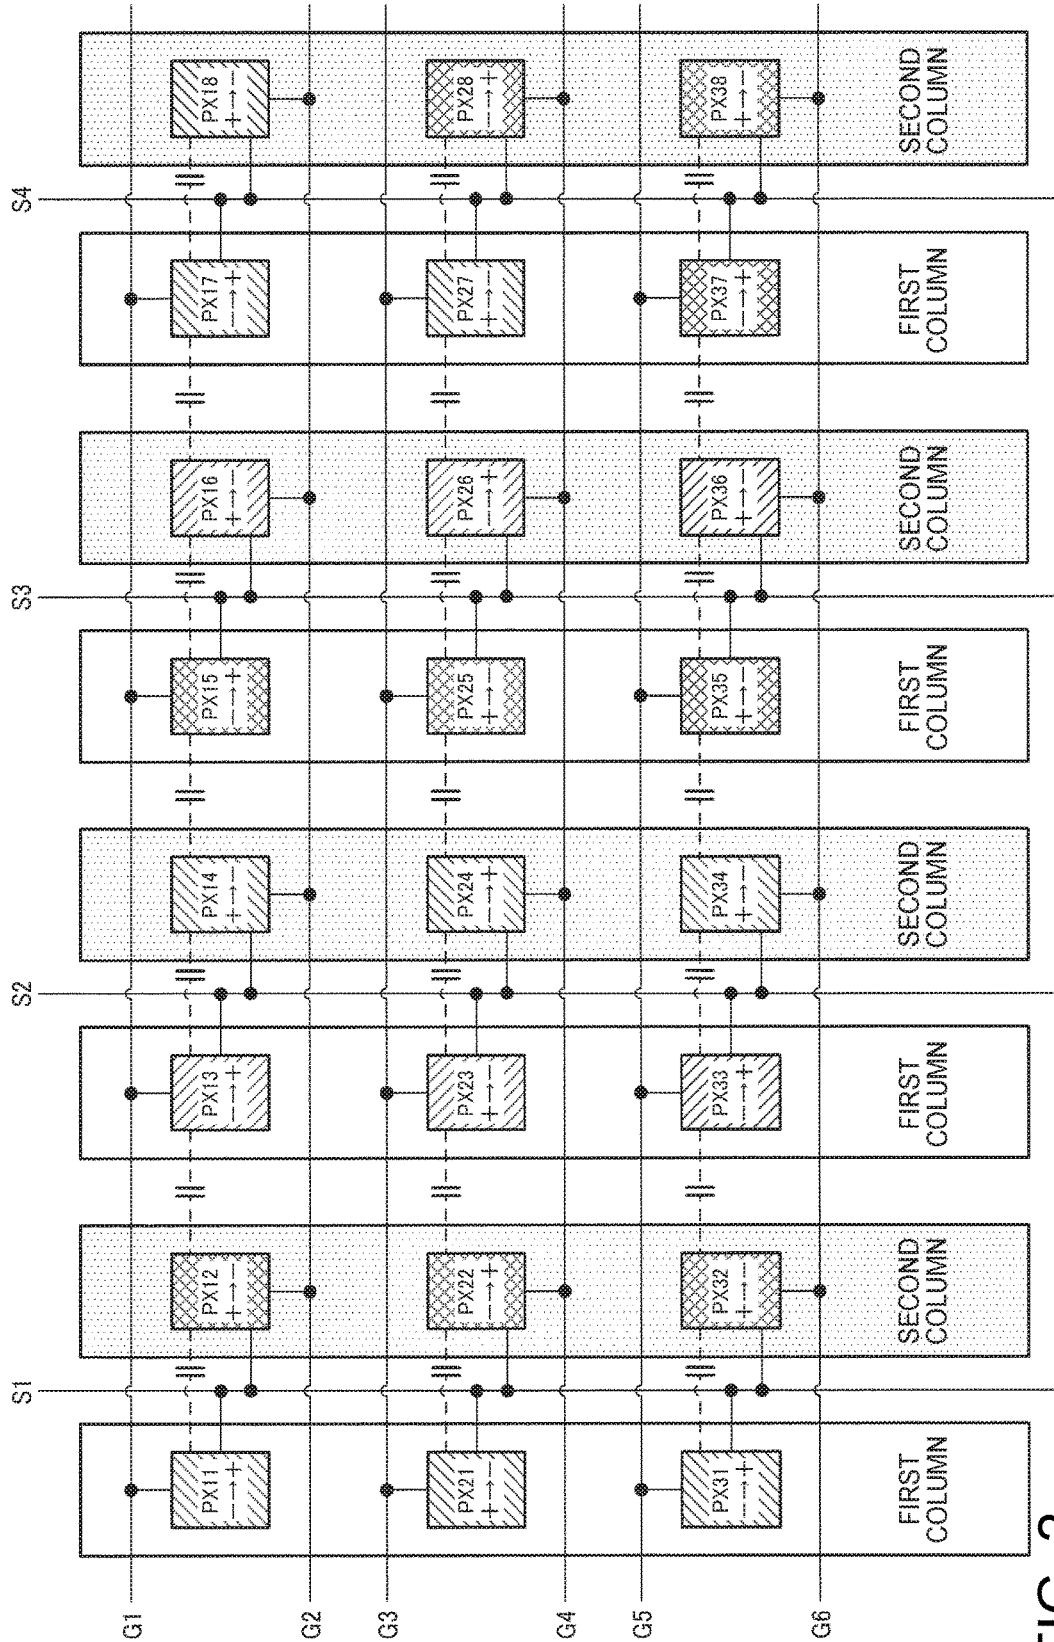 S1
S2
S3
S4
G1
PX11
−→+
PX12
+→−
PX13
−→+
PX14
+→−
PX15
−→+
PX16
+→−
PX17
−→+
PX18
+→−
G2
G3
PX21
+→−
PX22
−→+
PX23
+→−
PX24
−→+
PX25
+→−
PX26
−→+
PX27
+→−
PX28
−→+
G4
G5
PX31
−→+
PX32
+→−
PX33
−→+
PX34
+→−
PX35
+→−
PX36
+→−
PX37
−→+
PX38
+→−
G6
FIRST
COLUMN
SECOND
COLUMN
FIRST
COLUMN
SECOND
COLUMN
FIRST
COLUMN
SECOND
COLUMN
FIRST
COLUMN
SECOND
COLUMN